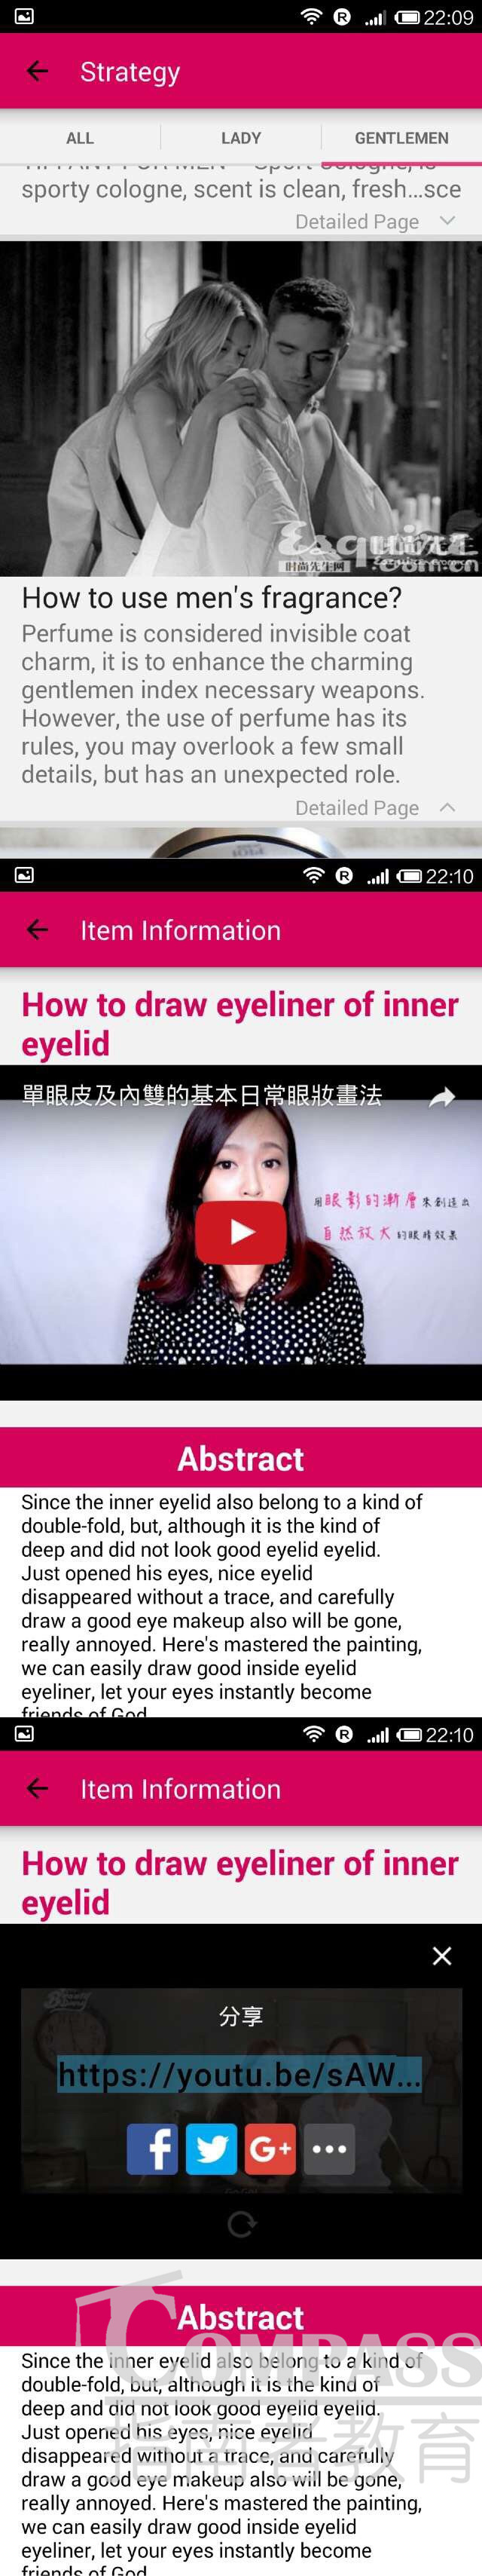 22:09
Strategy
ALL LADY GENTLEMEN
sporty cologne, scent is clean, fresh...sce
Detailed Page
Esquire
时尚先生网 .com.cn
How to use men's fragrance?
Perfume is considered invisible coat
charm, it is to enhance the charming
gentlemen index necessary weapons.
However, the use of perfume has its
rules, you may overlook a few small
details, but has an unexpected role.
Detailed Page
22:10
Item Information
How to draw eyeliner of inner
eyelid
單眼皮及內雙的基本日常眼妝畫法
用眼影的漸層來創造出
自然放大的眼睛效果
Abstract
Since the inner eyelid also belong to a kind of
double-fold, but, although it is the kind of
deep and did not look good eyelid eyelid.
Just opened his eyes, nice eyelid
disappeared without a trace, and carefully
draw a good eye makeup also will be gone,
really annoyed. Here's mastered the painting,
we can easily draw good inside eyelid
eyeliner, let your eyes instantly become
friends of God
22:10
Item Information
How to draw eyeliner of inner
eyelid
分享
https://youtu.be/sAW...
f G+
Abstract
Since the inner eyelid also belong to a kind of
double-fold, but, although it is the kind of
deep and did not look good eyelid eyelid.
Just opened his eyes, nice eyelid
disappeared without a trace, and carefully
draw a good eye makeup also will be gone,
really annoyed. Here's mastered the painting,
we can easily draw good inside eyelid
eyeliner, let your eyes instantly become
friends of God
COMPASS
指南者教育